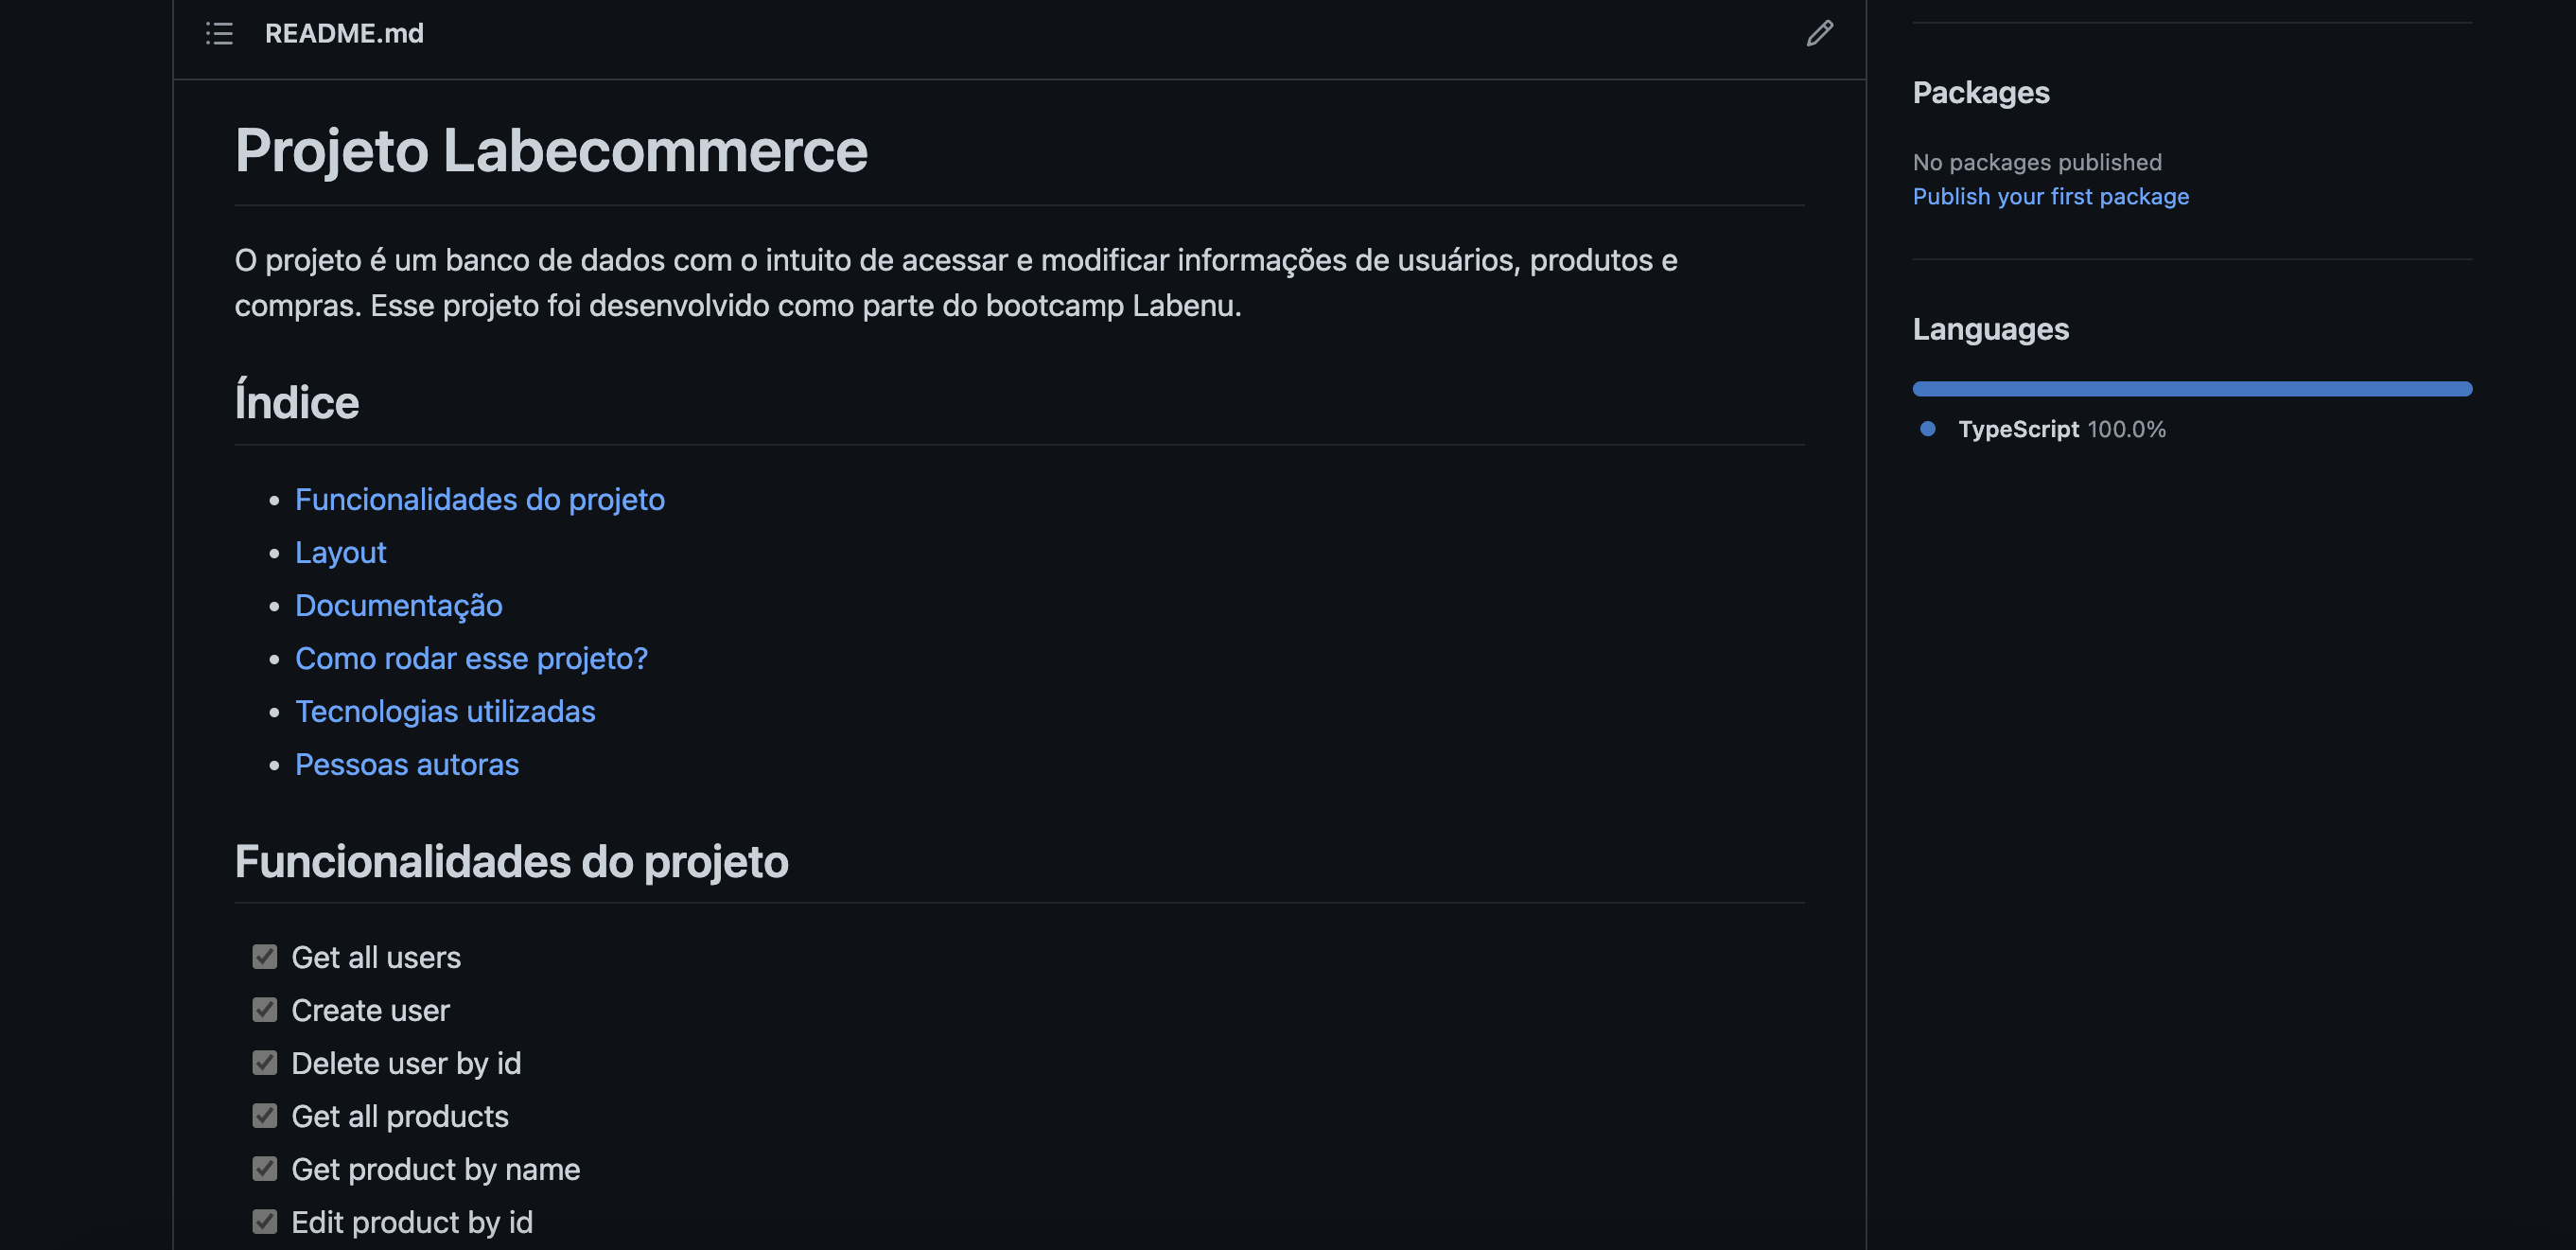 README.md
Projeto Labecommerce
O projeto é um banco de dados com o intuito de acessar e modificar informações de usuários, produtos e
compras. Esse projeto foi desenvolvido como parte do bootcamp Labenu.
Índice
Funcionalidades do projeto
Layout
Documentação
Como rodar esse projeto?
Tecnologias utilizadas
Pessoas autoras
Funcionalidades do projeto
Get all users
Create user
Delete user by id
Get all products
Get product by name
Edit product by id
Packages
No packages published
Publish your first package
Languages
TypeScript 100.0%